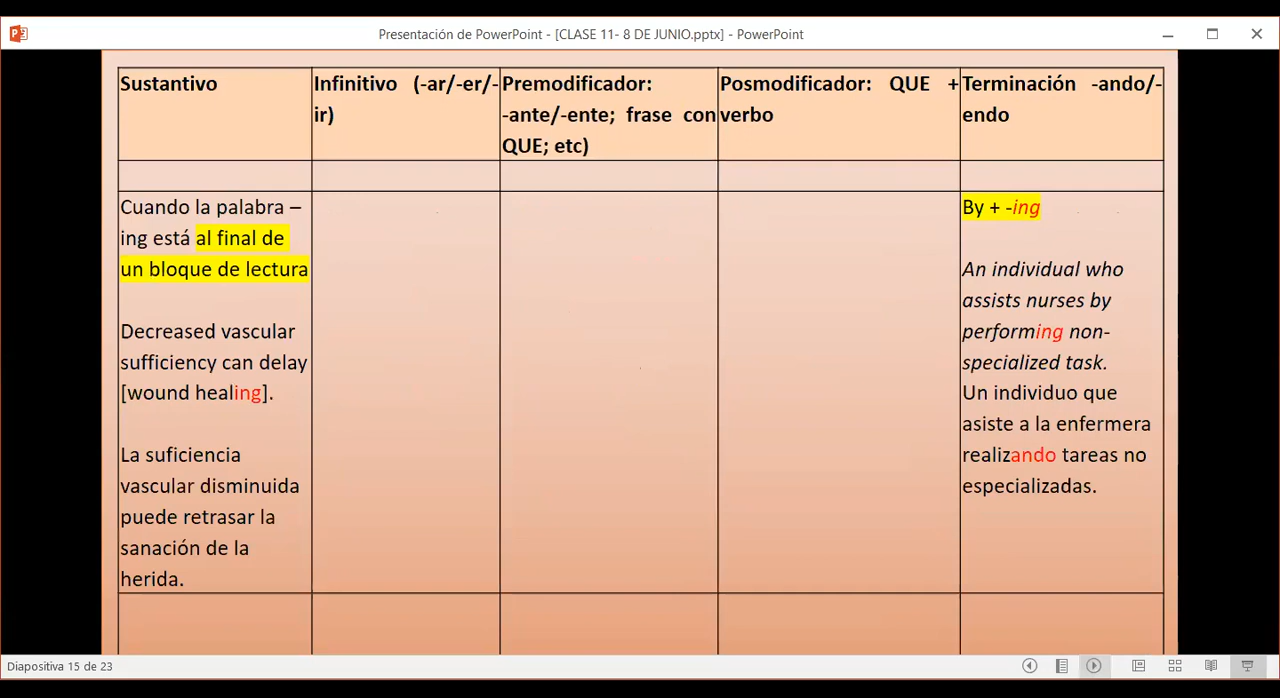 Presentación de PowerPoint - [CLASE 11- 8 DE JUNIO.pptx] - PowerPoint
Sustantivo
Infinitivo (-ar/-er/-
ir)
Premodificador:
-ante/-ente; frase con
QUE; etc)
Posmodificador: QUE +
verbo
Terminación -ando/-
endo
Cuando la palabra –
ing está al final de
un bloque de lectura
Decreased vascular
sufficiency can delay
[wound healing].
La suficiencia
vascular disminuida
puede retrasar la
sanación de la
herida.
By + -ing
An individual who
assists nurses by
performing non-
specialized task.
Un individuo que
asiste a la enfermera
realizando tareas no
especializadas.
Diapositiva 15 de 23